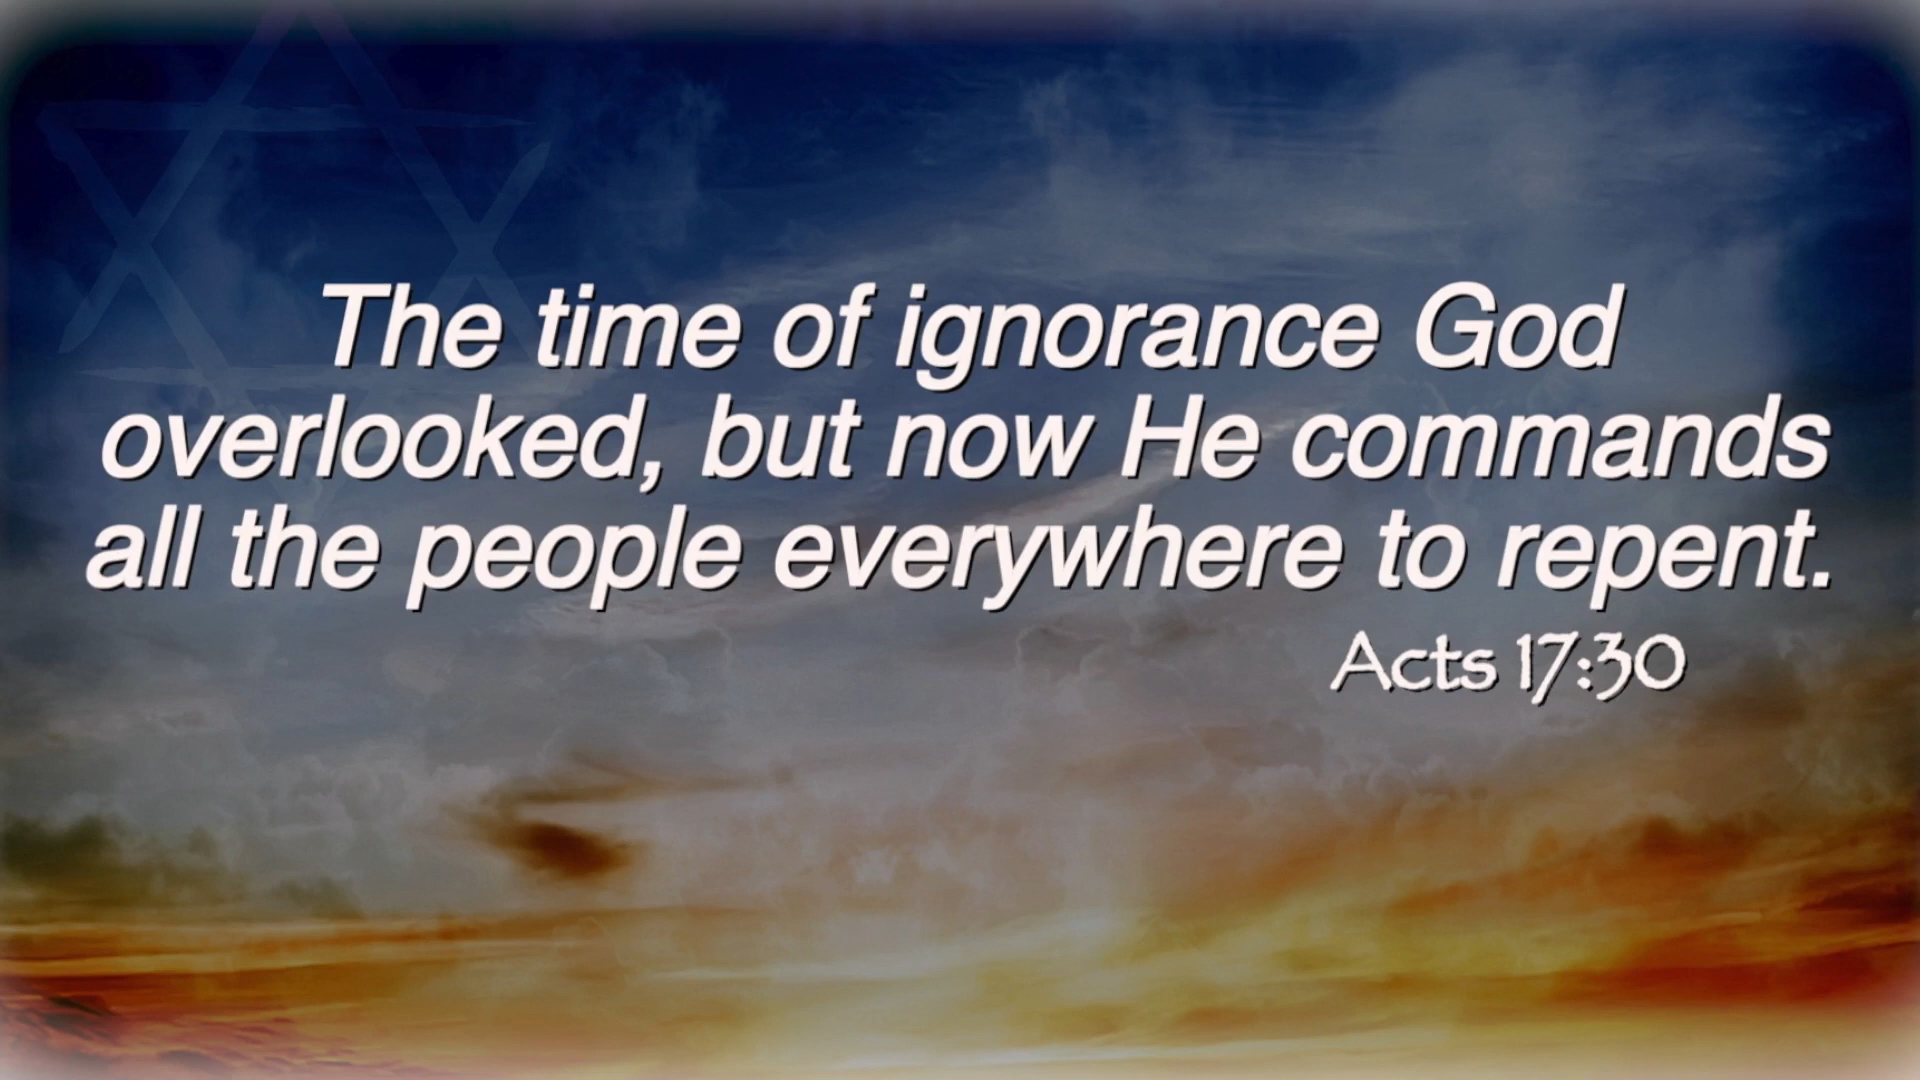 The time of ignorance God
overlooked, but now He commands
all the people everywhere to repent.
Acts 17:30